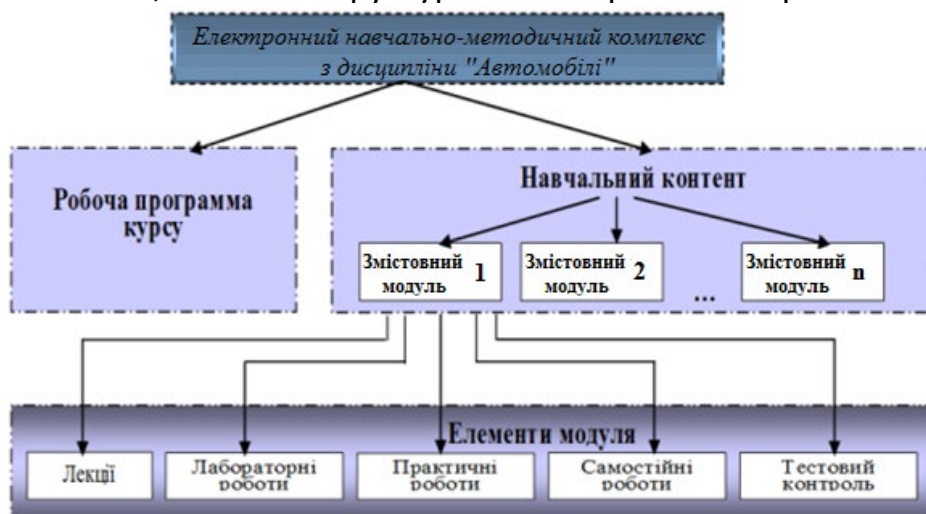 Електронний навчально-методичний комплекс
з дисципліни "Автомобілі"
Робоча программа
курсу
Навчальний контент
Змістовний
модуль 1
Змістовний
модуль 2
...
Змістовний
модуль n
Елементи модуля
Лекції
Лабораторні
роботи
Практичні
роботи
Самостійні
роботи
Тестовий
контроль